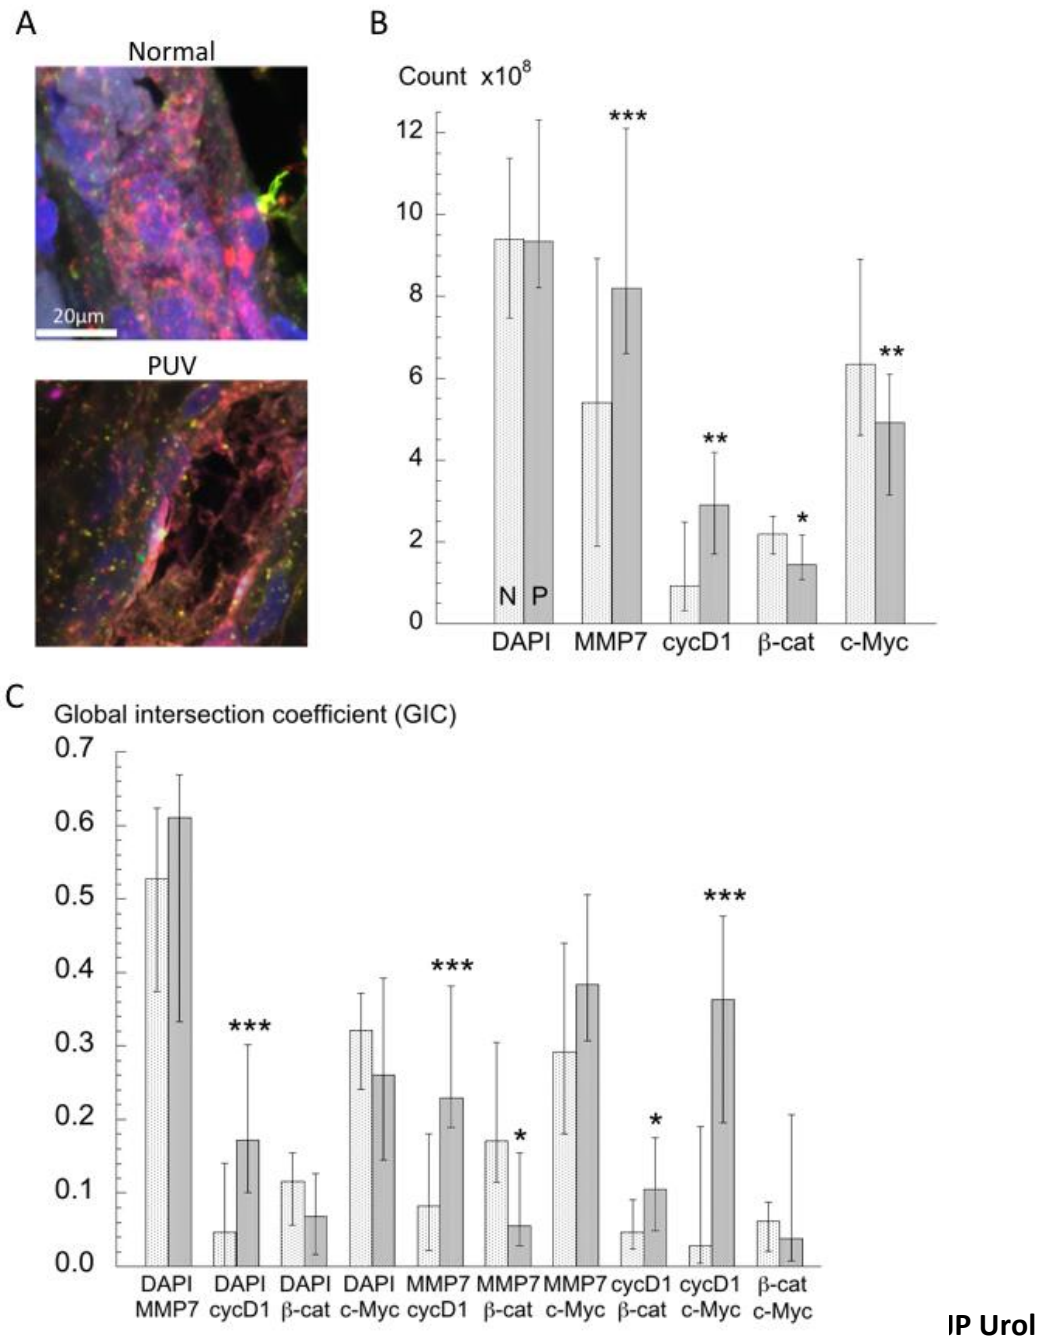 A
Normal
20µm
PUV
B
Count x10⁸
12
10
8
6
4
2
0
***
**
*
**
N P
DAPI MMP7 cycD1 β-cat c-Myc
C
Global intersection coefficient (GIC)
0.7
0.6
0.5
0.4
0.3
0.2
0.1
0.0
***
***
*
*
***
DAPI DAPI DAPI DAPI MMP7 MMP7 MMP7 cycD1 cycD1 β-cat
MMP7 cycD1 β-cat c-Myc cycD1 β-cat c-Myc β-cat c-Myc c-Myc
JP Urol